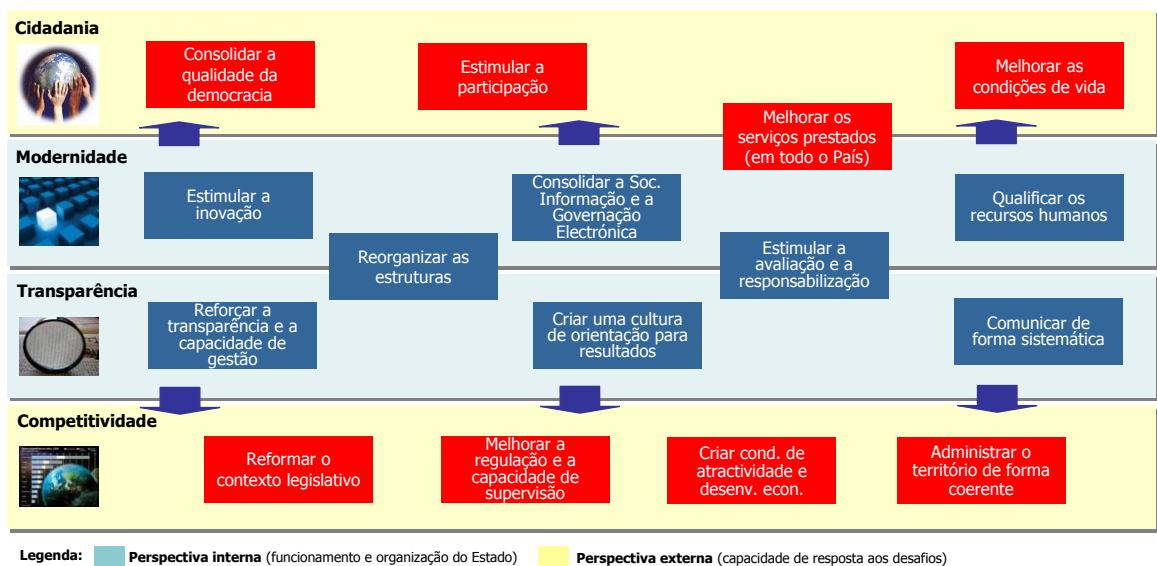 Cidadania
Consolidar a
qualidade da
democracia
Estimular a
participação
Melhorar as
condições de vida
Melhorar os
serviços prestados
(em todo o País)
Modernidade
Estimular a
inovação
Consolidar a Soc.
Informação e a
Governação
Electrónica
Qualificar os
recursos humanos
Reorganizar as
estruturas
Estimular a
avaliação e a
responsabilização
Transparência
Reforçar a
transparência e a
capacidade de
gestão
Criar uma cultura
de orientação para
resultados
Comunicar de
forma sistemática
Competitividade
Reformar o
contexto legislativo
Melhorar a
regulação e a
capacidade de
supervisão
Criar cond. de
atractividade e
desenv. econ.
Administrar o
território de forma
coerente
Legenda: Perspectiva interna (funcionamento e organização do Estado) Perspectiva externa (capacidade de resposta aos desafios)